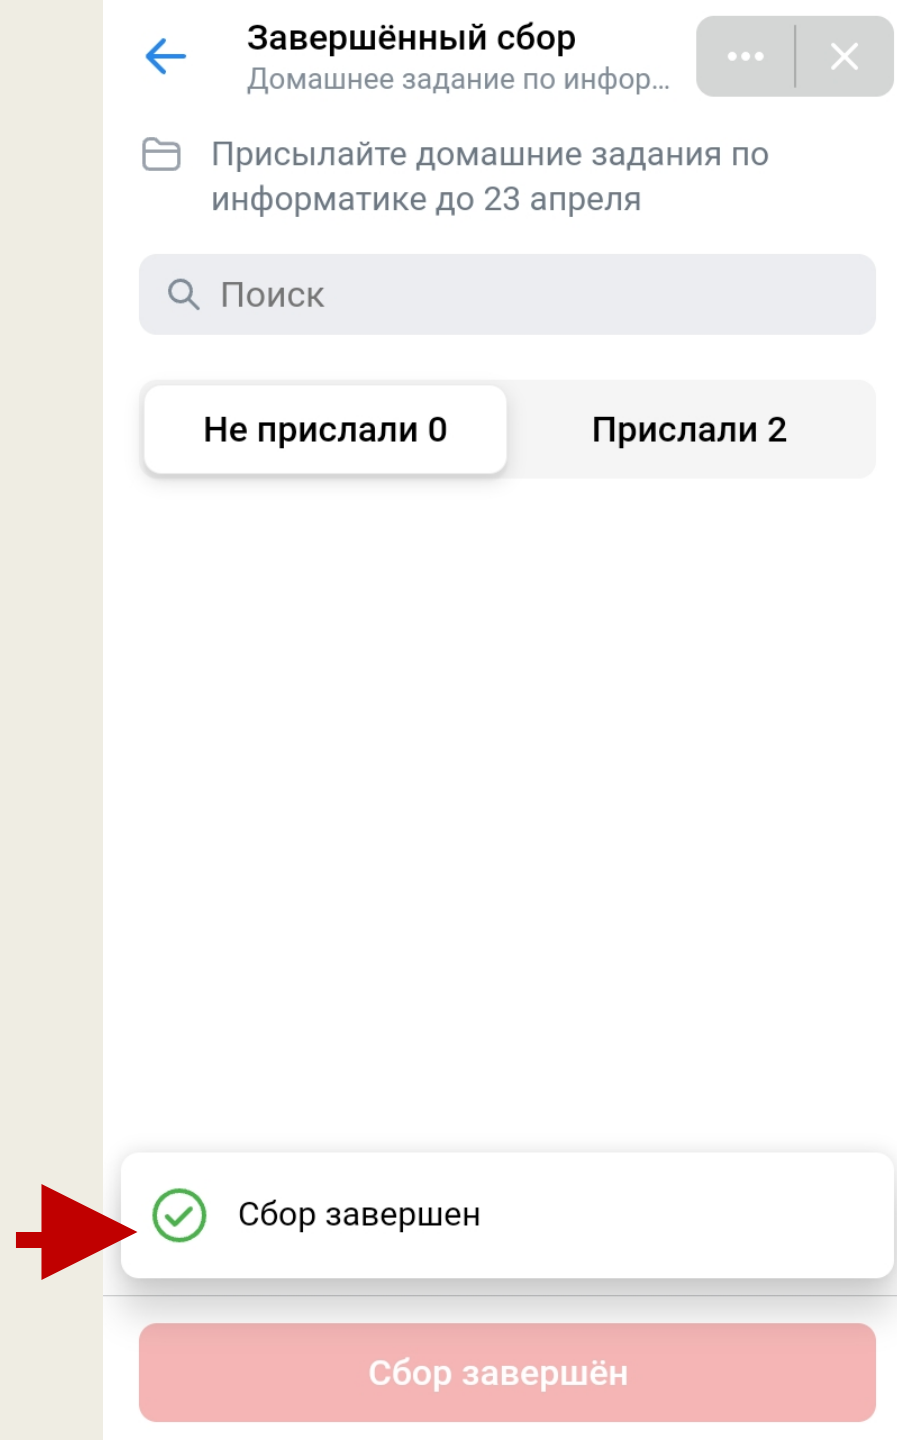 Завершённый сбор
Домашнее задание по инфор...
Присылайте домашние задания по
информатике до 23 апреля
Поиск
Не прислали 0
Прислали 2
Сбор завершен
Сбор завершён